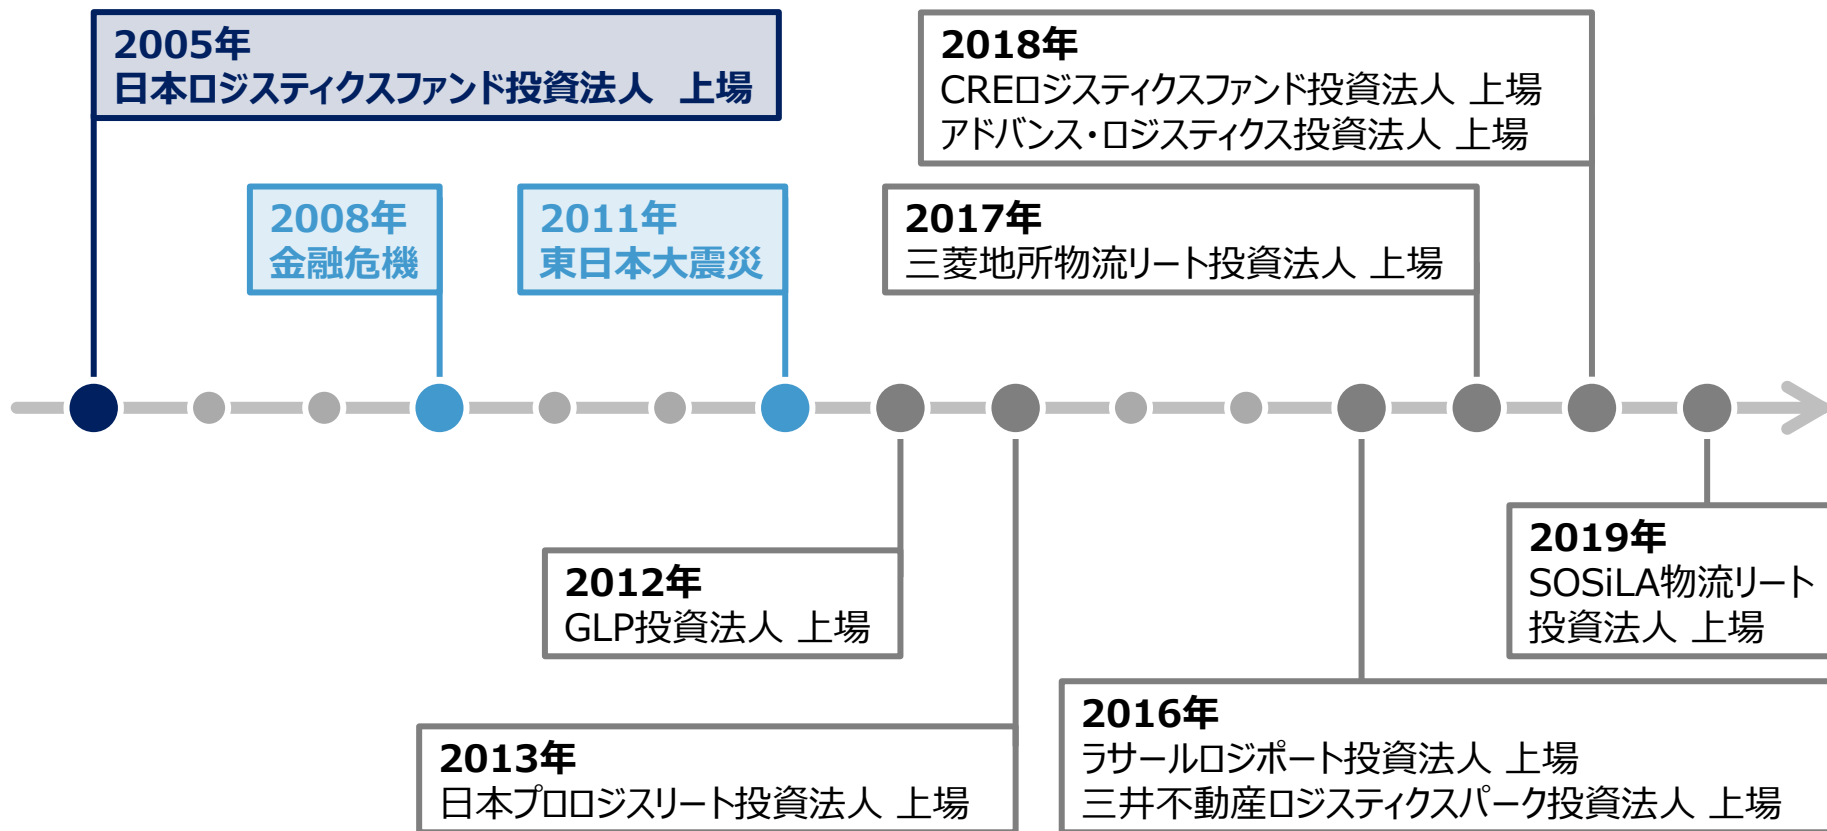 2005年
日本ロジスティクスファンド投資法人 上場
2018年
CREロジスティクスファンド投資法人 上場
アドバンス・ロジスティクス投資法人 上場
2008年
金融危機
2011年
東日本大震災
2017年
三菱地所物流リート投資法人 上場
2012年
GLP投資法人 上場
2019年
SOSiLA物流リート
投資法人 上場
2013年
日本プロロジスリート投資法人 上場
2016年
ラサールロジポート投資法人 上場
三井不動産ロジスティクスパーク投資法人 上場